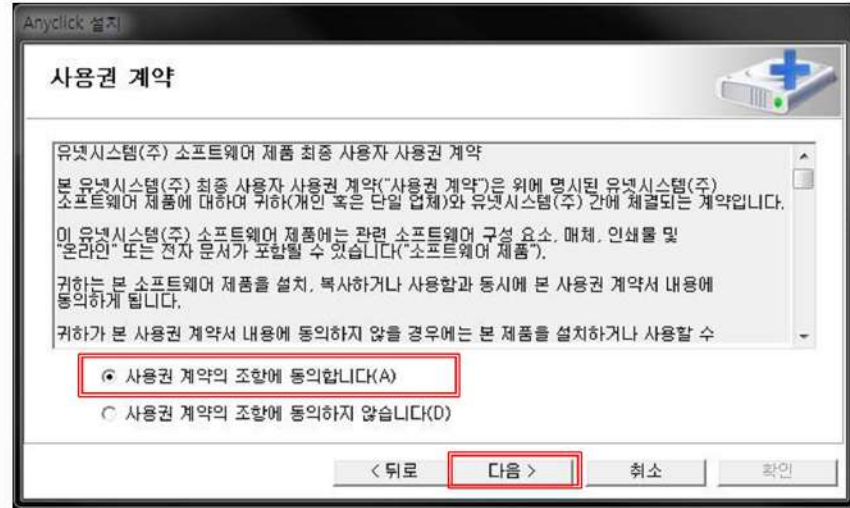 Anyclick 설치
사용권 계약
유넷시스템(주) 소프트웨어 제품 최종 사용자 사용권 계약
본 유넷시스템(주) 최종 사용자 사용권 계약("사용권 계약")은 위에 명시된 유넷시스템(주)
소프트웨어 제품에 대하여 귀하(개인 혹은 단일 업체)와 유넷시스템(주) 간에 체결되는 계약입니다.
이 유넷시스템(주) 소프트웨어 제품에는 관련 소프트웨어 구성 요소, 매체, 인쇄물 및
"온라인" 또는 전자 문서가 포함될 수 있습니다("소프트웨어 제품").
귀하는 본 소프트웨어 제품을 설치, 복사하거나 사용함과 동시에 본 사용권 계약서 내용에
동의하게 됩니다.
귀하가 본 사용권 계약서 내용에 동의하지 않을 경우에는 본 제품을 설치하거나 사용할 수
사용권 계약의 조항에 동의합니다(A)
사용권 계약의 조항에 동의하지 않습니다(D)
< 뒤로 다음 > 취소 확인